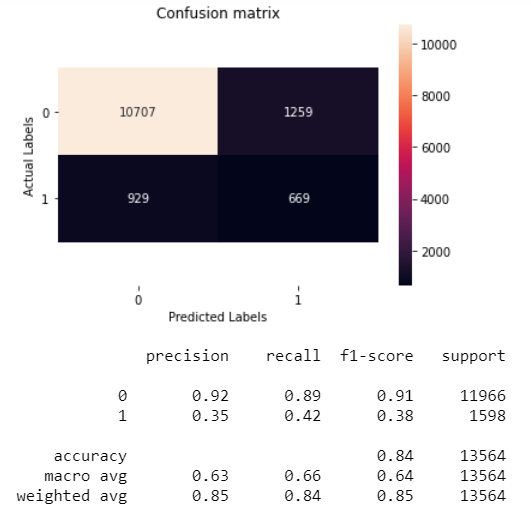 Confusion matrix
10000
8000
6000
4000
2000
Actual Labels
0 10707 1259
1 929 669
0 1
Predicted Labels
precision recall f1-score support
0 0.92 0.89 0.91 11966
1 0.35 0.42 0.38 1598
accuracy 0.84 13564
macro avg 0.63 0.66 0.64 13564
weighted avg 0.85 0.84 0.85 13564